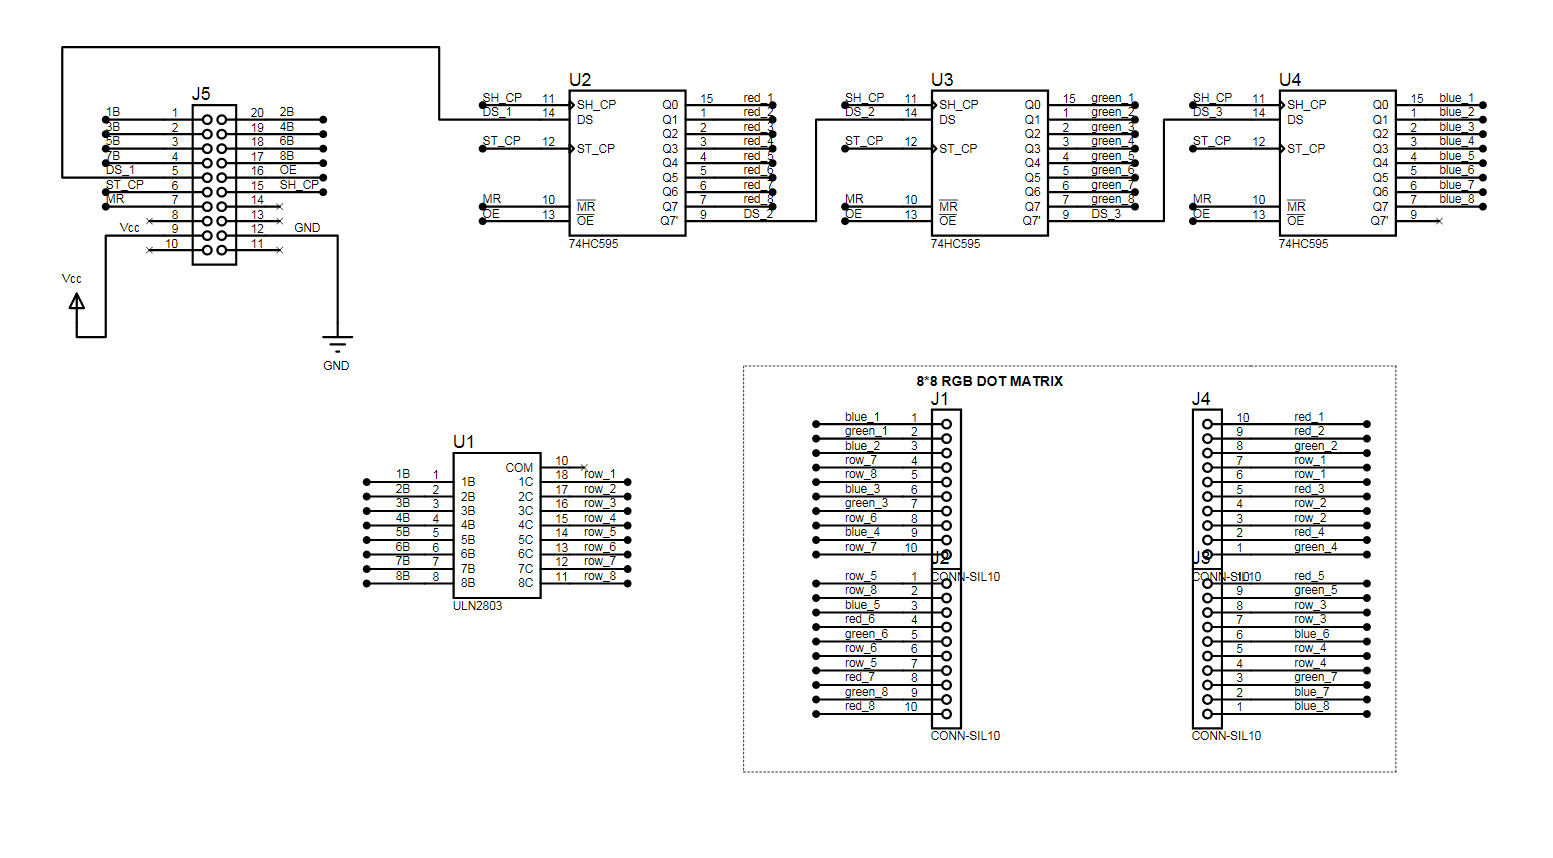 J5
1B 1 20 2B
3B 2 19 4B
5B 3 18 6B
7B 4 17 8B
DS_1 5 16 OE
ST_CP 6 15 SH_CP
MR 7 14
8 13
Vcc 9 12 GND
10 11
Vcc
GND
U2
SH_CP 11 SH_CP Q0 15 red_1
DS_1 14 DS Q1 1 red_2
Q2 2 red_3
ST_CP 12 ST_CP Q3 3 red_4
Q4 4 red_5
Q5 5 red_6
Q6 6 red_7
MR 10 MR Q7 7 red_8
OE 13 OE Q7' 9 DS_2
74HC595
U3
SH_CP 11 SH_CP Q0 15 green_1
DS_2 14 DS Q1 1 green_2
Q2 2 green_3
ST_CP 12 ST_CP Q3 3 green_4
Q4 4 green_5
Q5 5 green_6
Q6 6 green_7
MR 10 MR Q7 7 green_8
OE 13 OE Q7' 9 DS_3
74HC595
U4
SH_CP 11 SH_CP Q0 15 blue_1
DS_3 14 DS Q1 1 blue_2
Q2 2 blue_3
ST_CP 12 ST_CP Q3 3 blue_4
Q4 4 blue_5
Q5 5 blue_6
Q6 6 blue_7
MR 10 MR Q7 7 blue_8
OE 13 OE Q7' 9
74HC595
U1
COM 10
1B 1 1B 1C 18 row_1
2B 2 2B 2C 17 row_2
3B 3 3B 3C 16 row_3
4B 4 4B 4C 15 row_4
5B 5 5B 5C 14 row_5
6B 6 6B 6C 13 row_6
7B 7 7B 7C 12 row_7
8B 8 8B 8C 11 row_8
ULN2803
8*8 RGB DOT MATRIX
J1
blue_1 1
green_1 2
blue_2 3
row_7 4
row_8 5
blue_3 6
green_3 7
row_6 8
blue_4 9
row_7 10
CONN-SIL10
J2
row_5 1
row_8 2
blue_5 3
red_6 4
green_6 5
row_6 6
row_5 7
red_7 8
green_8 9
red_8 10
CONN-SIL10
J4
10 red_1
9 red_2
8 green_2
7 row_1
6 row_1
5 red_3
4 row_2
3 row_2
2 red_4
1 green_4
CONN-SIL10
J3
10 red_5
9 green_5
8 row_3
7 row_3
6 blue_6
5 row_4
4 row_4
3 green_7
2 blue_7
1 blue_8
CONN-SIL10